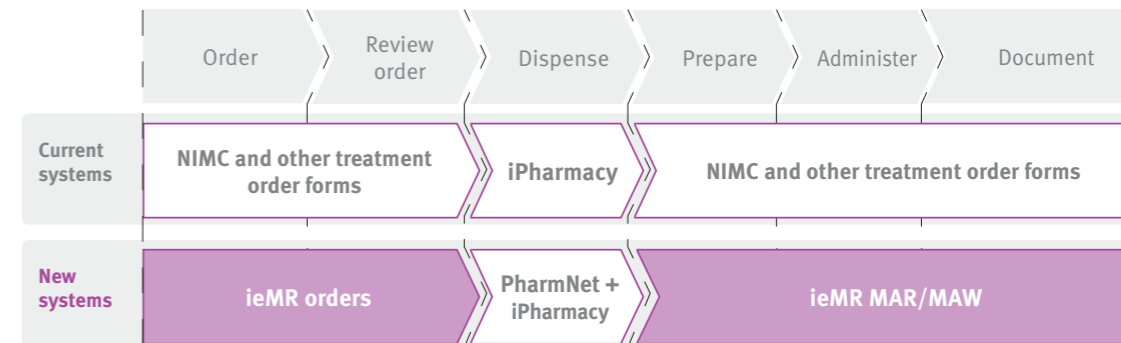 Order
Review
order
Dispense
Prepare
Administer
Document
Current
systems
NIMC and other treatment
order forms
iPharmacy
NIMC and other treatment order forms
New
systems
ieMR orders
PharmNet +
iPharmacy
ieMR MAR/MAW